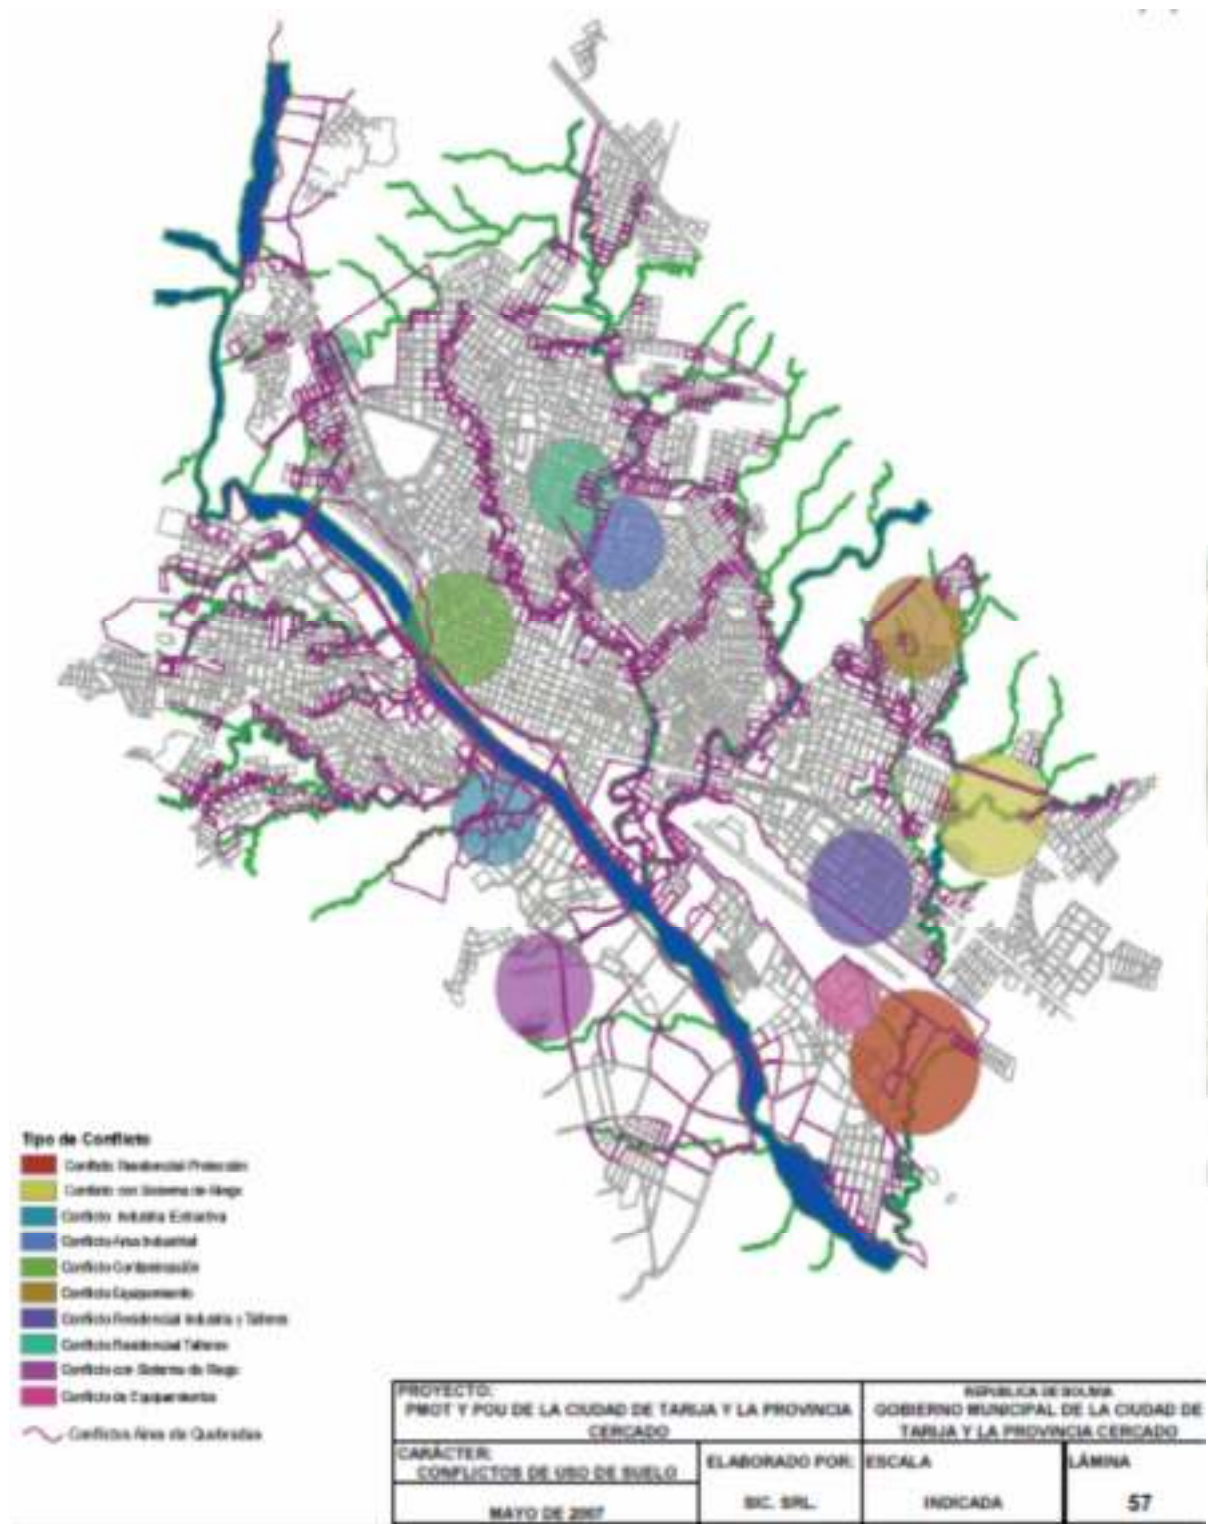 Tipo de Conflicto
Conflicto Residencial Protección
Conflicto con Sistema de Riego
Conflicto Industria Extractiva
Conflicto Area Industrial
Conflicto Contaminación
Conflicto Equipamiento
Conflicto Residencial Industria y Talleres
Conflicto Residencial Talleres
Conflicto con Sistema de Riego
Conflicto de Equipamientos
Conflictos Area de Quebradas
PROYECTO:
PMOT Y POU DE LA CIUDAD DE TARIJA Y LA PROVINCIA
CERCADO
REPUBLICA DE BOLIVIA
GOBIERNO MUNICIPAL DE LA CIUDAD DE
TARIJA Y LA PROVINCIA CERCADO
CARÁCTER:
CONFLICTOS DE USO DE SUELO
MAYO DE 2007
ELABORADO POR:
SIC. SRL.
ESCALA
INDICADA
LÁMINA
57